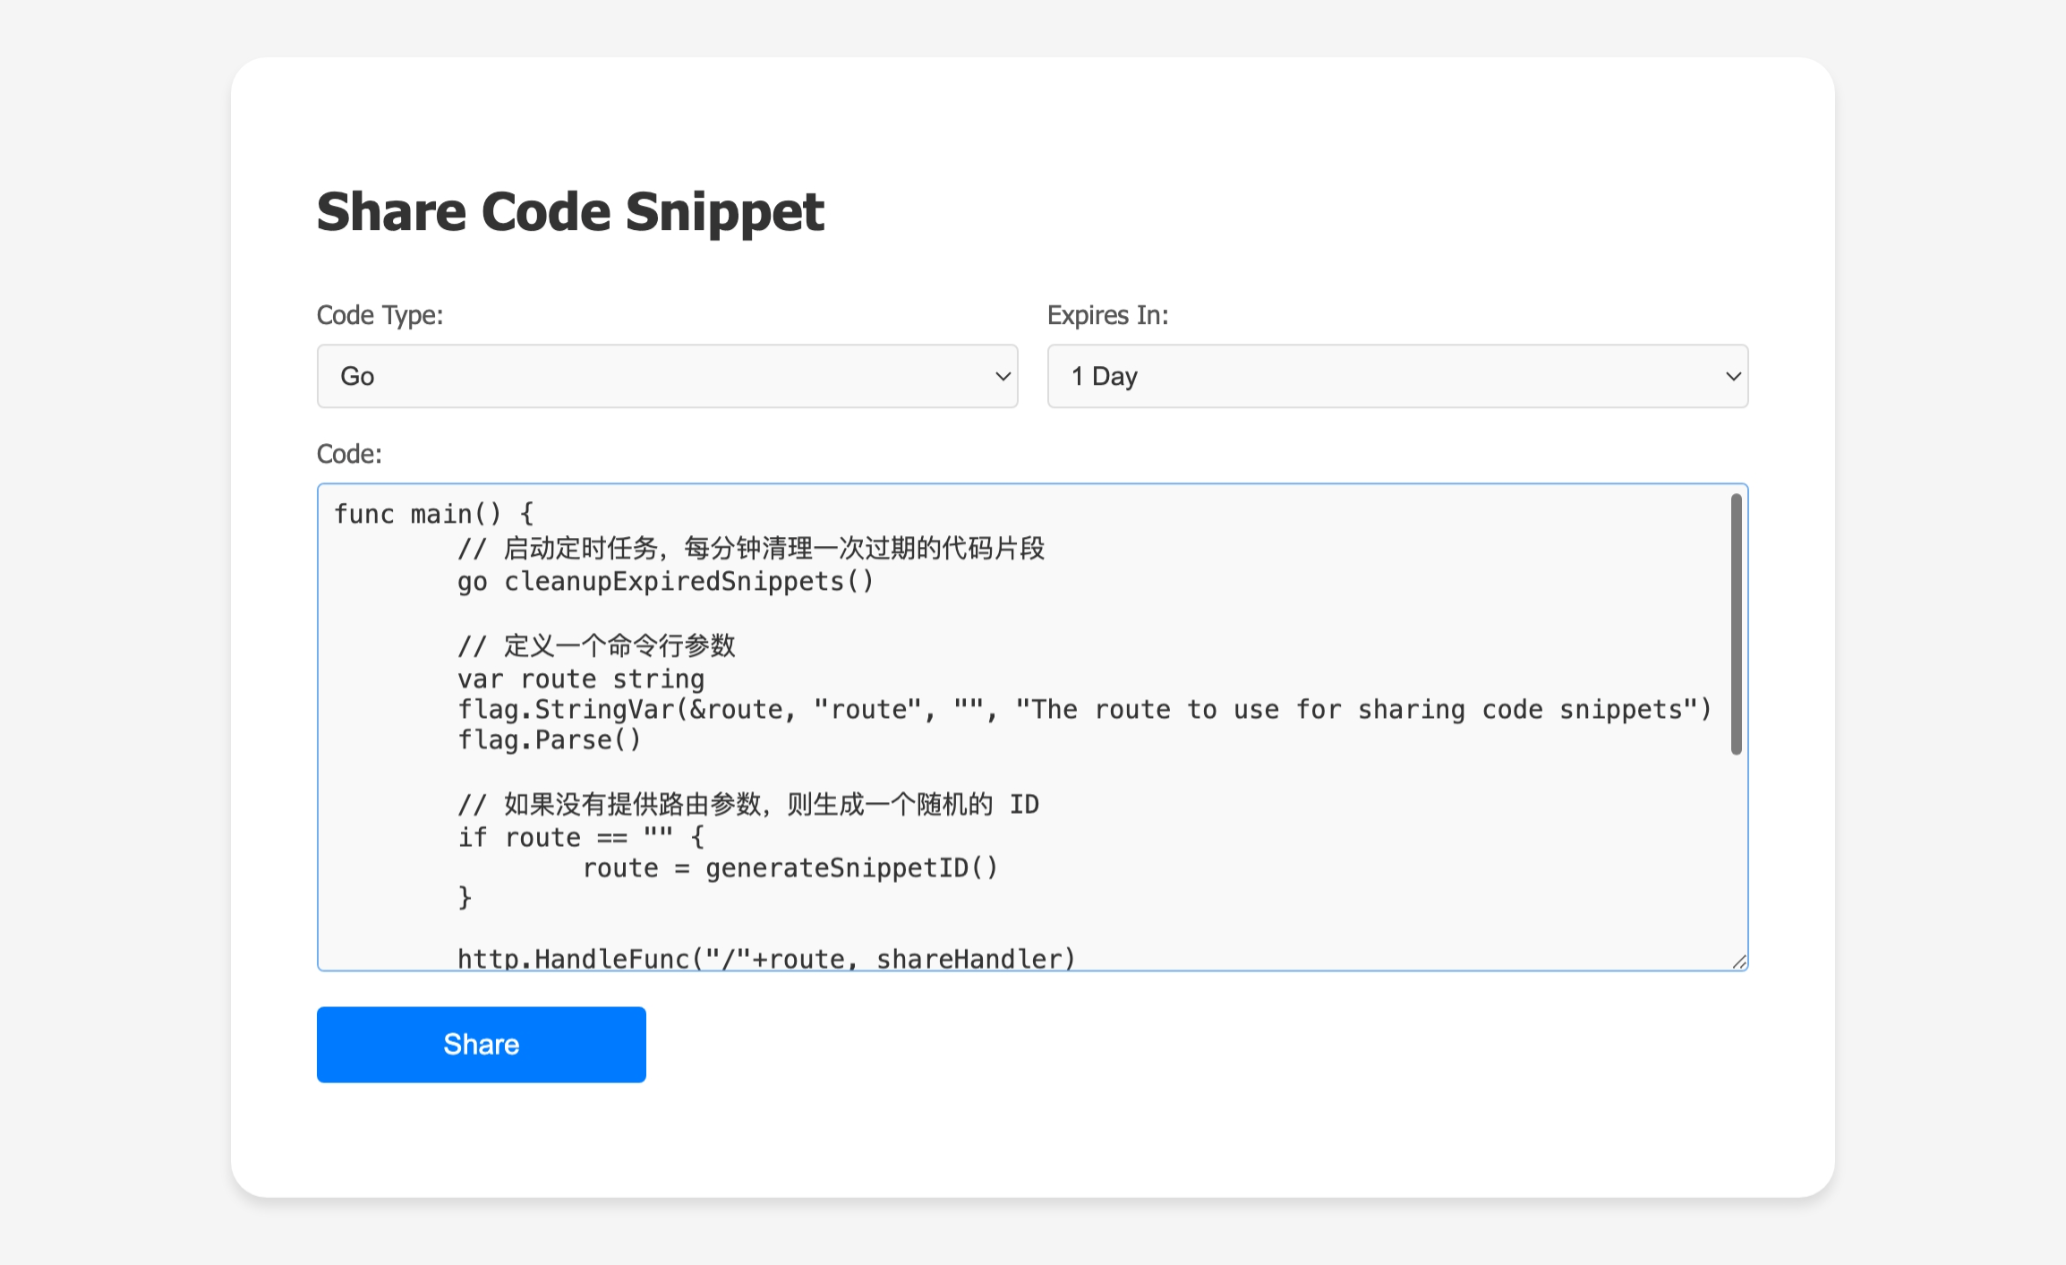 Share Code Snippet
Code Type:
Expires In:
Go
1 Day
Code:
func main() {
        // 启动定时任务，每分钟清理一次过期的代码片段
        go cleanupExpiredSnippets()

        // 定义一个命令行参数
        var route string
        flag.StringVar(&route, "route", "", "The route to use for sharing code snippets")
        flag.Parse()

        // 如果没有提供路由参数，则生成一个随机的 ID
        if route == "" {
                route = generateSnippetID()
        }

        http.HandleFunc("/"+route, shareHandler)
Share